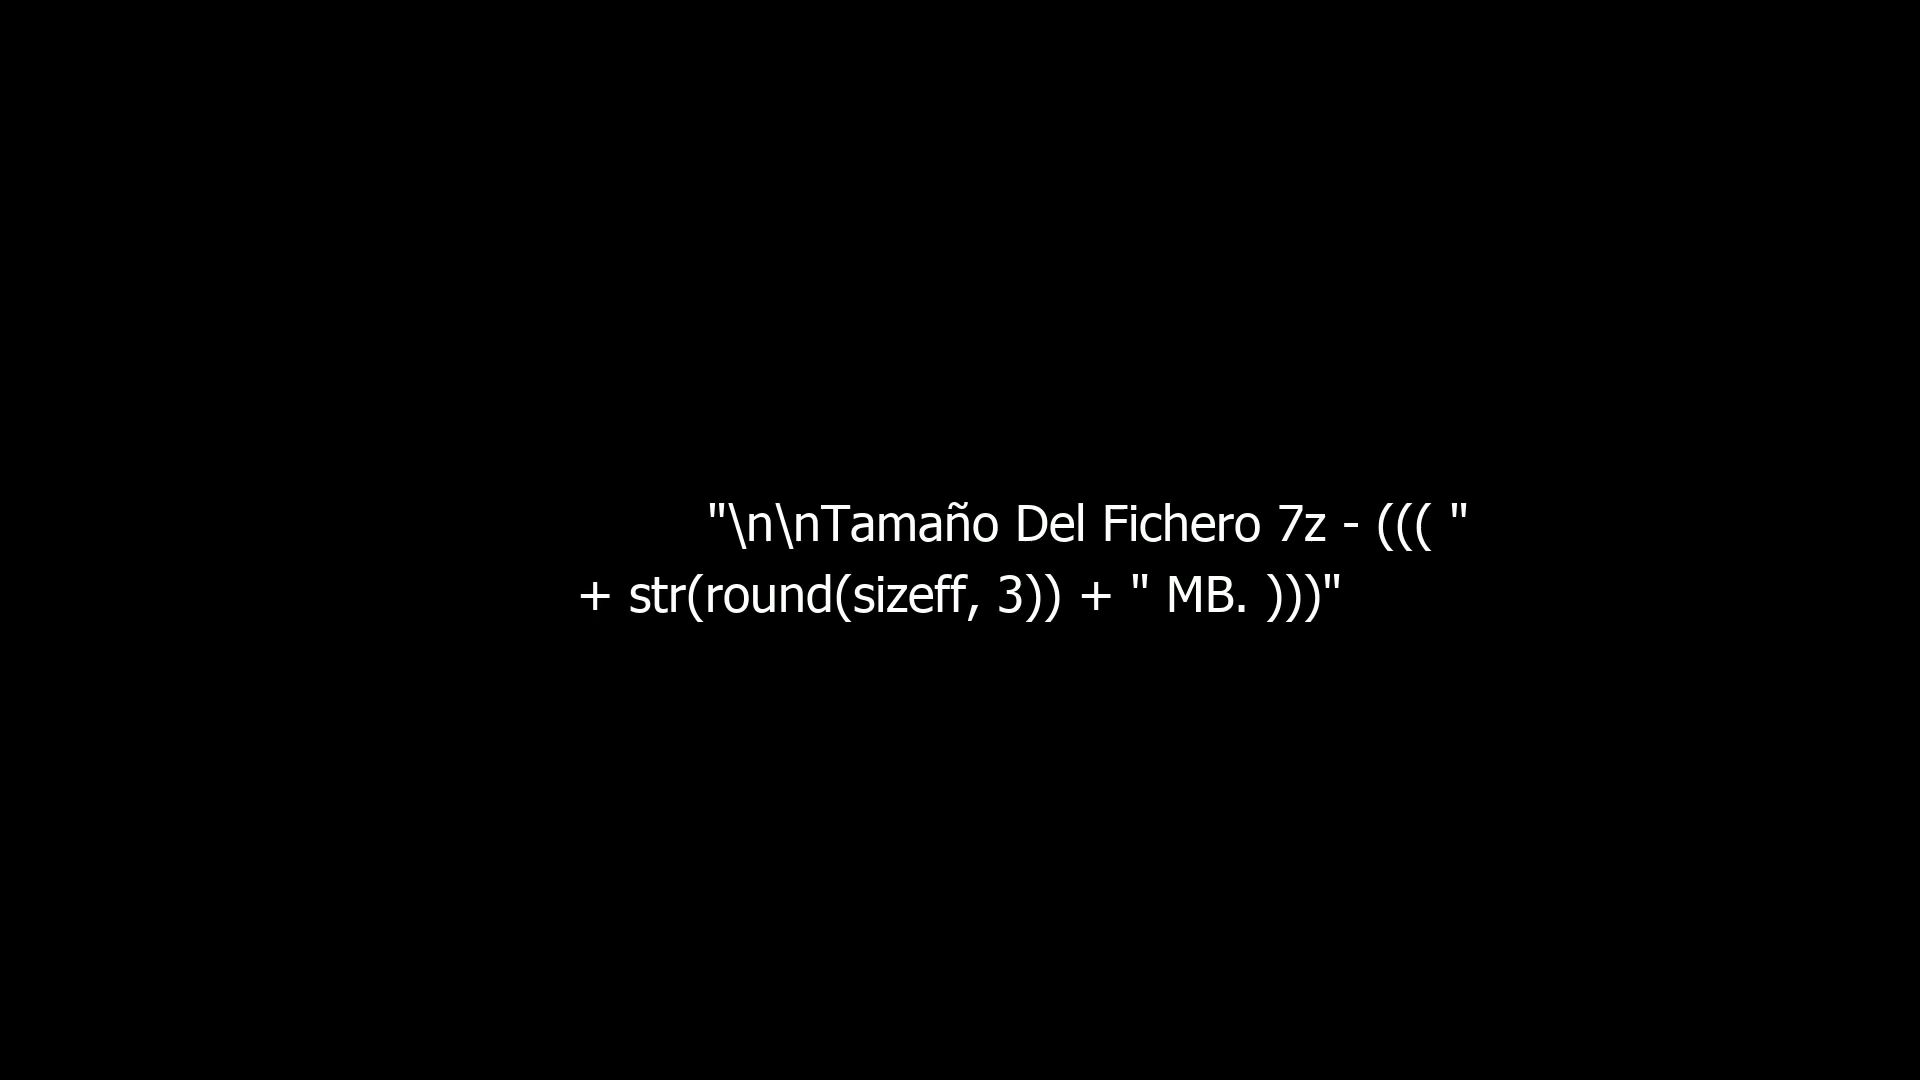 "\n\nTamaño Del Fichero 7z - ((( "
+ str(round(sizeff, 3)) + " MB. )))"